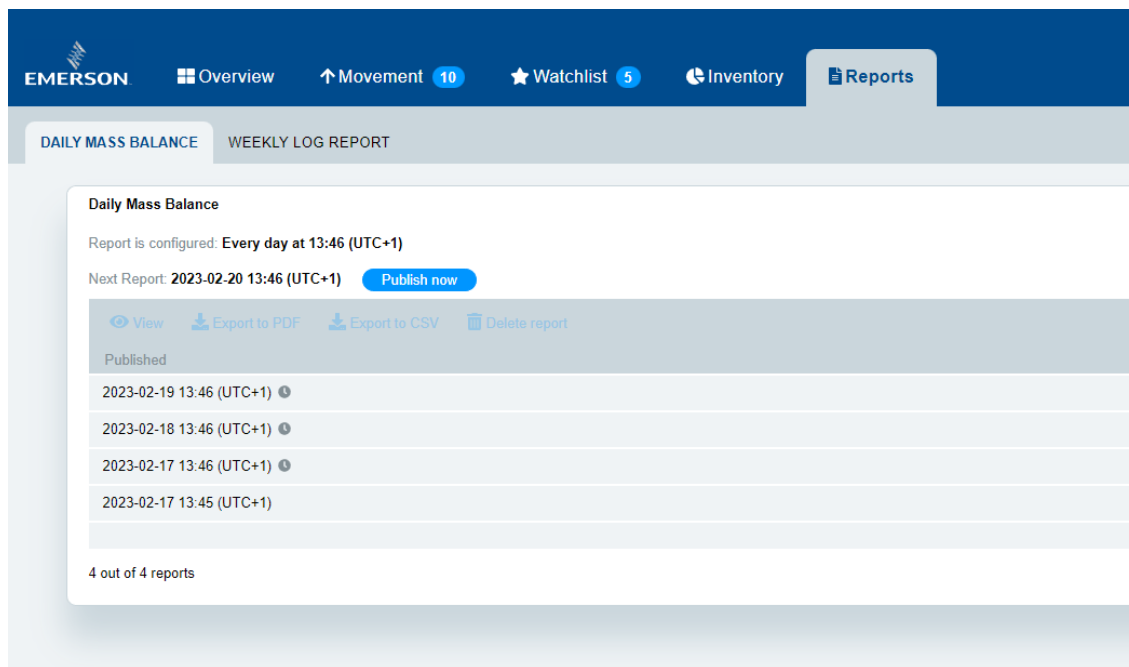 EMERSON Overview Movement 10 Watchlist 5 Inventory Reports
DAILY MASS BALANCE WEEKLY LOG REPORT
Daily Mass Balance
Report is configured: Every day at 13:46 (UTC+1)
Next Report: 2023-02-20 13:46 (UTC+1) Publish now
View Export to PDF Export to CSV Delete report
Published
2023-02-19 13:46 (UTC+1)
2023-02-18 13:46 (UTC+1)
2023-02-17 13:46 (UTC+1)
2023-02-17 13:45 (UTC+1)
4 out of 4 reports